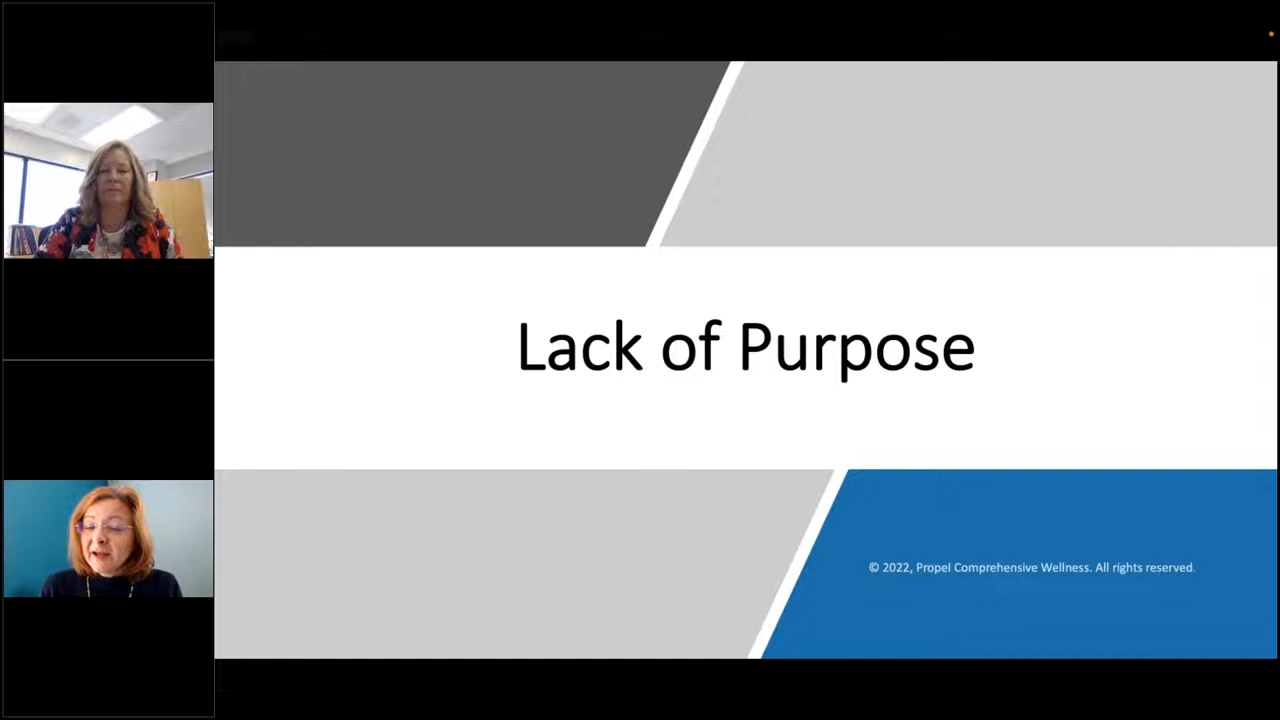 Lack of Purpose
© 2022, Propel Comprehensive Wellness. All rights reserved.